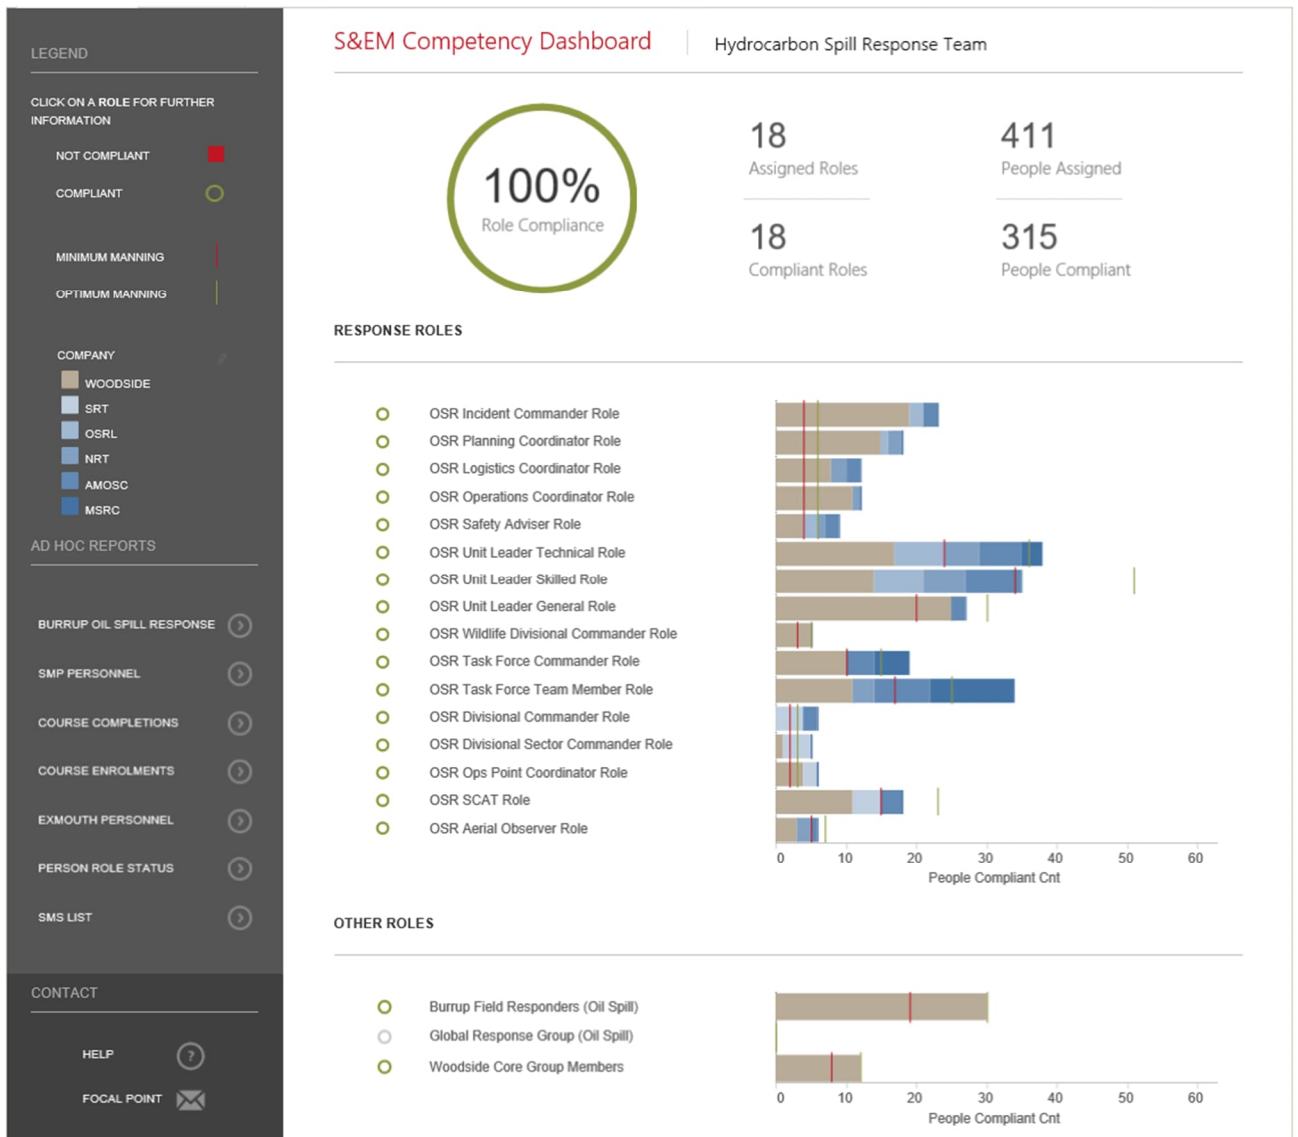 LEGEND
CLICK ON A ROLE FOR FURTHER
INFORMATION
NOT COMPLIANT
COMPLIANT
MINIMUM MANNING
OPTIMUM MANNING
COMPANY
WOODSIDE
SRT
OSRL
NRT
AMOSC
MSRC
AD HOC REPORTS
BURRUP OIL SPILL RESPONSE
SMP PERSONNEL
COURSE COMPLETIONS
COURSE ENROLMENTS
EXMOUTH PERSONNEL
PERSON ROLE STATUS
SMS LIST
CONTACT
HELP ?
FOCAL POINT
S&EM Competency Dashboard Hydrocarbon Spill Response Team
100%
Role Compliance
18
Assigned Roles
411
People Assigned
18
Compliant Roles
315
People Compliant
RESPONSE ROLES
OSR Incident Commander Role
OSR Planning Coordinator Role
OSR Logistics Coordinator Role
OSR Operations Coordinator Role
OSR Safety Adviser Role
OSR Unit Leader Technical Role
OSR Unit Leader Skilled Role
OSR Unit Leader General Role
OSR Wildlife Divisional Commander Role
OSR Task Force Commander Role
OSR Task Force Team Member Role
OSR Divisional Commander Role
OSR Divisional Sector Commander Role
OSR Ops Point Coordinator Role
OSR SCAT Role
OSR Aerial Observer Role
0 10 20 30 40 50 60
People Compliant Cnt
OTHER ROLES
Burrup Field Responders (Oil Spill)
Global Response Group (Oil Spill)
Woodside Core Group Members
0 10 20 30 40 50 60
People Compliant Cnt